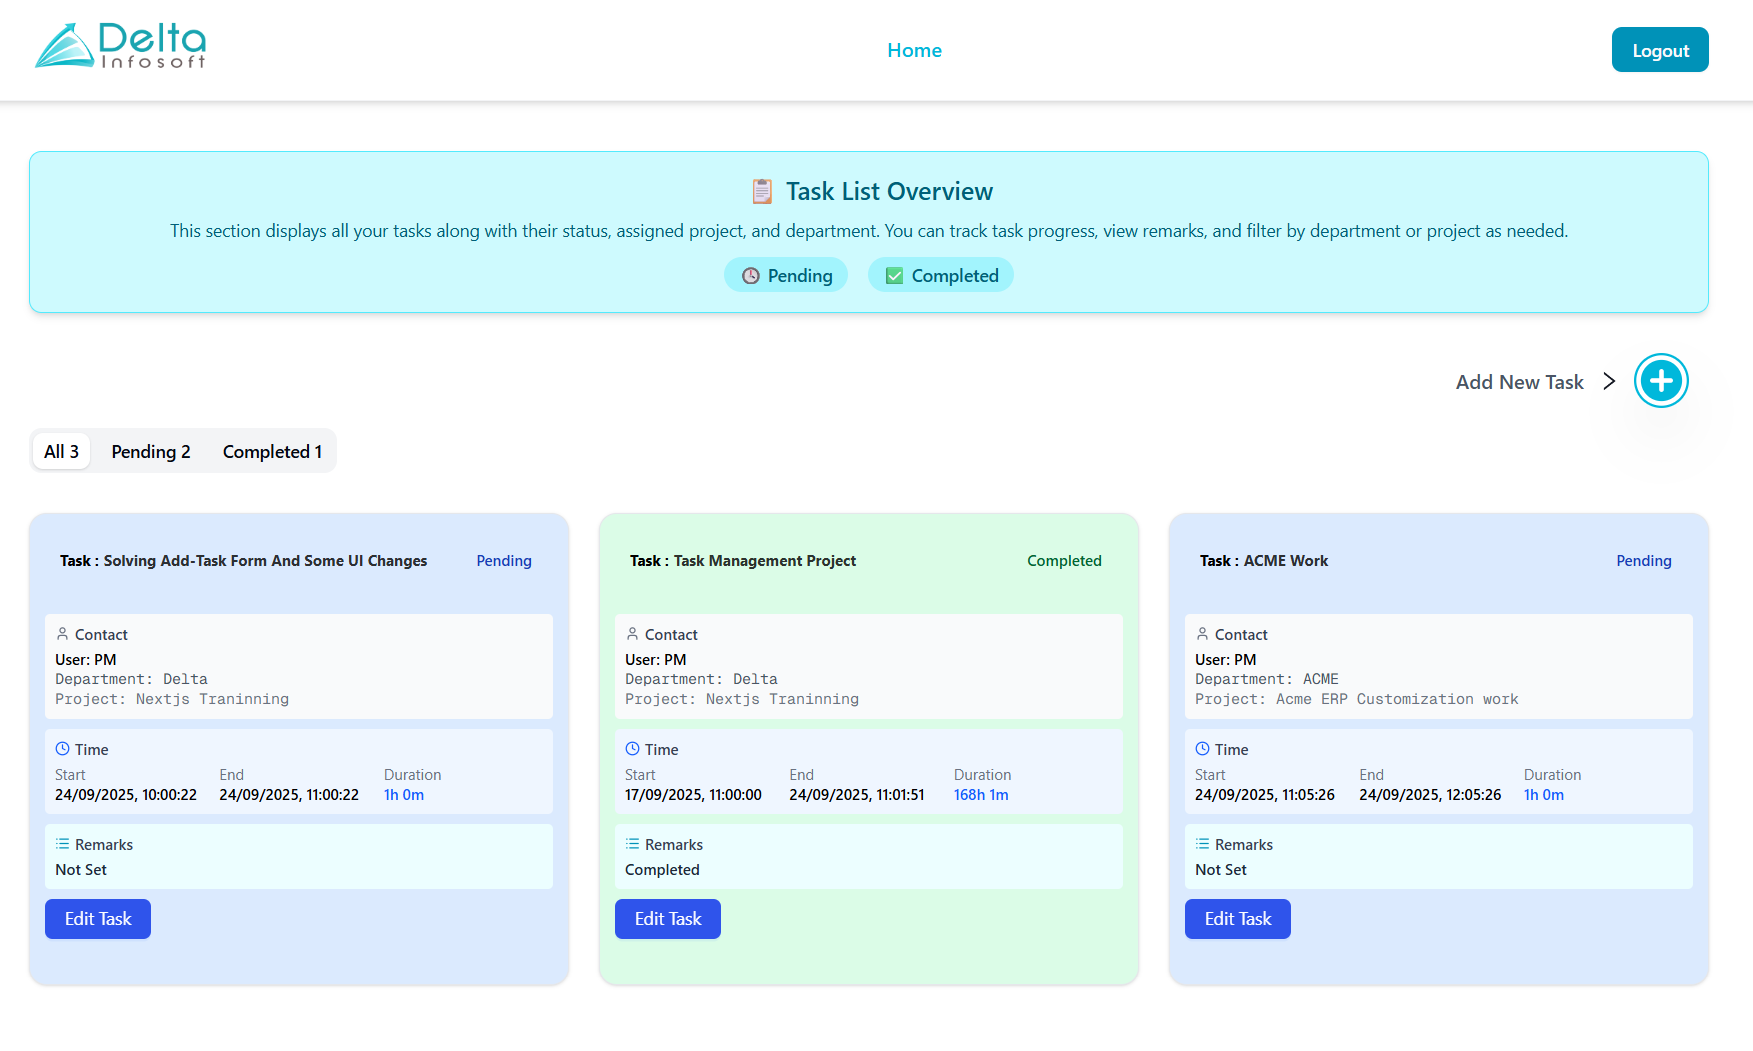 Delta
Infosoft
Home
Logout
Task List Overview
This section displays all your tasks along with their status, assigned project, and department. You can track task progress, view remarks, and filter by department or project as needed.
Pending
Completed
Add New Task
All 3
Pending 2
Completed 1
Task : Solving Add-Task Form And Some UI Changes
Pending
Contact
User: PM
Department: Delta
Project: Nextjs Traninning
Time
Start End Duration
24/09/2025, 10:00:22 24/09/2025, 11:00:22 1h 0m
Remarks
Not Set
Edit Task
Task : Task Management Project
Completed
Contact
User: PM
Department: Delta
Project: Nextjs Traninning
Time
Start End Duration
17/09/2025, 11:00:00 24/09/2025, 11:01:51 168h 1m
Remarks
Completed
Edit Task
Task : ACME Work
Pending
Contact
User: PM
Department: ACME
Project: Acme ERP Customization work
Time
Start End Duration
24/09/2025, 11:05:26 24/09/2025, 12:05:26 1h 0m
Remarks
Not Set
Edit Task